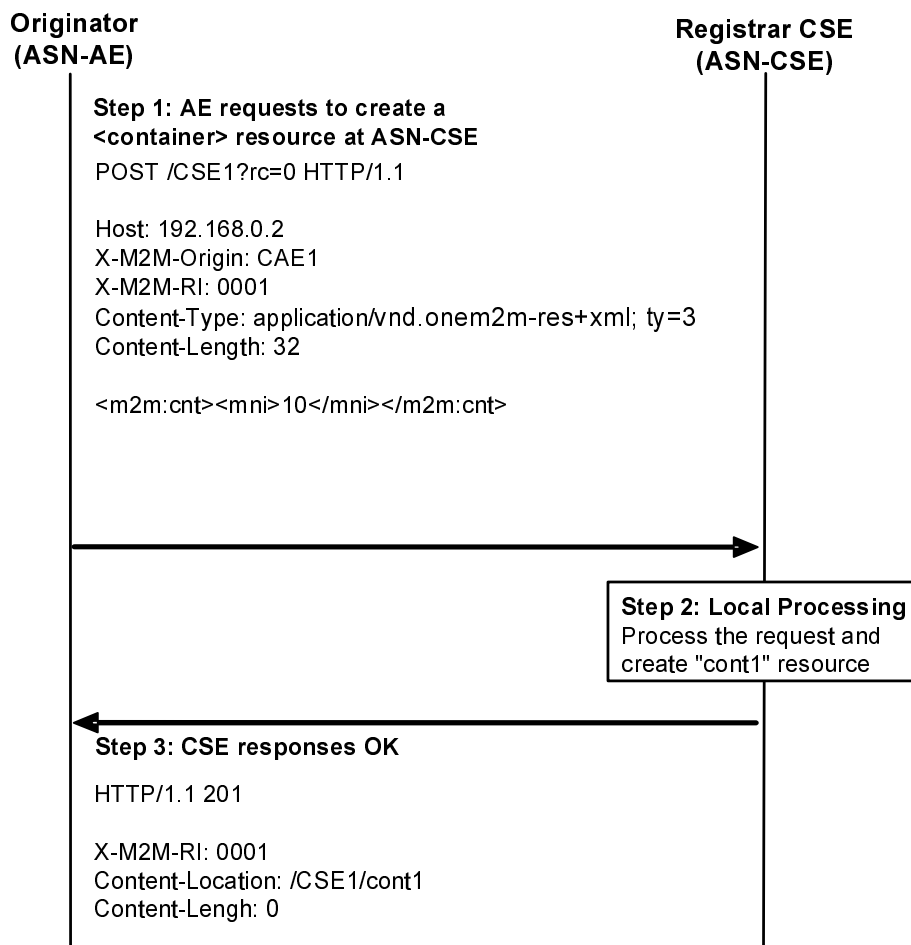 Originator
(ASN-AE)
Registrar CSE
(ASN-CSE)
Step 1: AE requests to create a
<container> resource at ASN-CSE
POST /CSE1?rc=0 HTTP/1.1
Host: 192.168.0.2
X-M2M-Origin: CAE1
X-M2M-RI: 0001
Content-Type: application/vnd.onem2m-res+xml; ty=3
Content-Length: 32
<m2m:cnt><mni>10</mni></m2m:cnt>
Step 2: Local Processing
Process the request and
create "cont1" resource
Step 3: CSE responses OK
HTTP/1.1 201
X-M2M-RI: 0001
Content-Location: /CSE1/cont1
Content-Lengh: 0